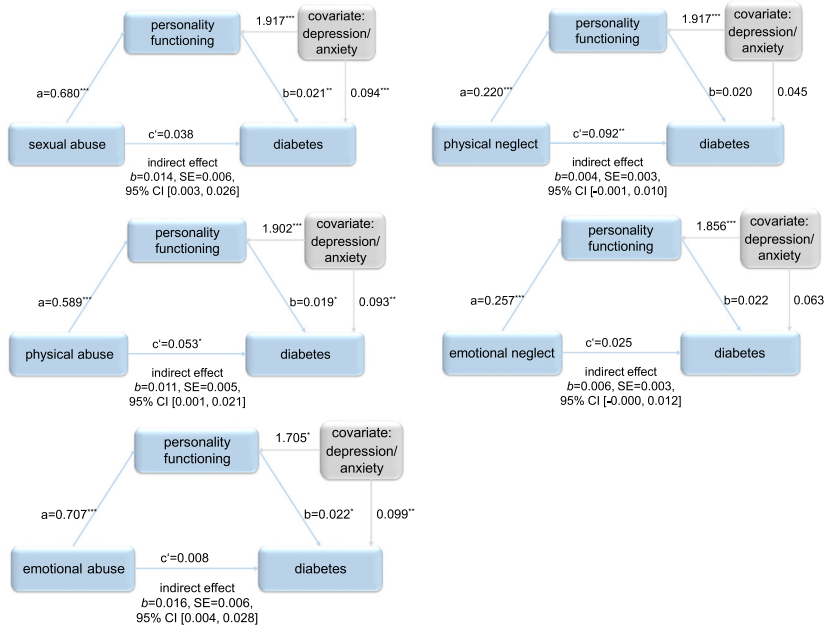 personality
functioning
1.917***
covariate:
depression/
anxiety
a=0.680***
b=0.021**
0.094***
sexual abuse
c‘=0.038
diabetes
indirect effect
b=0.014, SE=0.006,
95% CI [0.003, 0.026]
personality
functioning
1.917***
covariate:
depression/
anxiety
a=0.220***
b=0.020
0.045
physical neglect
c‘=0.092**
diabetes
indirect effect
b=0.004, SE=0.003,
95% CI [-0.001, 0.010]
personality
functioning
1.902***
covariate:
depression/
anxiety
a=0.589***
b=0.019*
0.093**
physical abuse
c‘=0.053*
diabetes
indirect effect
b=0.011, SE=0.005,
95% CI [0.001, 0.021]
personality
functioning
1.856***
covariate:
depression/
anxiety
a=0.257***
b=0.022
0.063
emotional neglect
c‘=0.025
diabetes
indirect effect
b=0.006, SE=0.003,
95% CI [-0.000, 0.012]
personality
functioning
1.705*
covariate:
depression/
anxiety
a=0.707***
b=0.022*
0.099**
emotional abuse
c‘=0.008
diabetes
indirect effect
b=0.016, SE=0.006,
95% CI [0.004, 0.028]